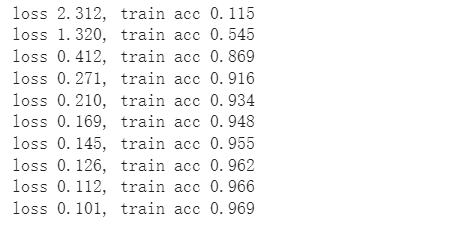 loss 2.312, train acc 0.115
loss 1.320, train acc 0.545
loss 0.412, train acc 0.869
loss 0.271, train acc 0.916
loss 0.210, train acc 0.934
loss 0.169, train acc 0.948
loss 0.145, train acc 0.955
loss 0.126, train acc 0.962
loss 0.112, train acc 0.966
loss 0.101, train acc 0.969